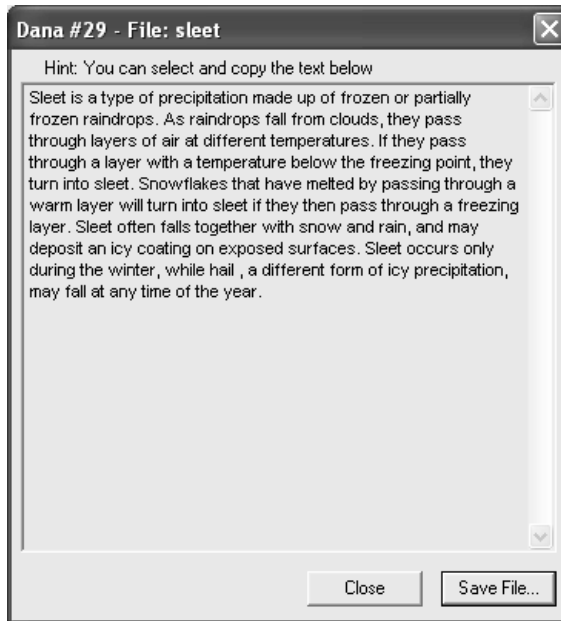 Dana #29 - File: sleet
Hint: You can select and copy the text below
Sleet is a type of precipitation made up of frozen or partially
frozen raindrops. As raindrops fall from clouds, they pass
through layers of air at different temperatures. If they pass
through a layer with a temperature below the freezing point, they
turn into sleet. Snowflakes that have melted by passing through a
warm layer will turn into sleet if they then pass through a freezing
layer. Sleet often falls together with snow and rain, and may
deposit an icy coating on exposed surfaces. Sleet occurs only
during the winter, while hail , a different form of icy precipitation,
may fall at any time of the year.
Close Save File...